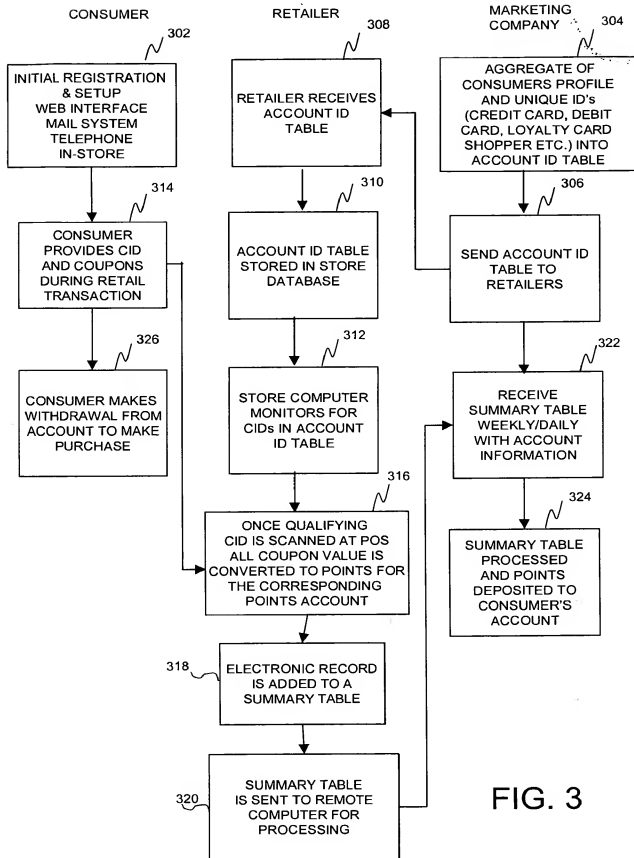 CONSUMER
302
INITIAL REGISTRATION
& SETUP
WEB INTERFACE
MAIL SYSTEM
TELEPHONE
IN-STORE
314
CONSUMER
PROVIDES CID
AND COUPONS
DURING RETAIL
TRANSACTION
326
CONSUMER MAKES
WITHDRAWAL FROM
ACCOUNT TO MAKE
PURCHASE
RETAILER
308
RETAILER RECEIVES
ACCOUNT ID
TABLE
310
ACCOUNT ID TABLE
STORED IN STORE
DATABASE
312
STORE COMPUTER
MONITORS FOR
CIDs IN ACCOUNT
ID TABLE
316
ONCE QUALIFYING
CID IS SCANNED AT POS
ALL COUPON VALUE IS
CONVERTED TO POINTS FOR
THE CORRESPONDING
POINTS ACCOUNT
318
ELECTRONIC RECORD
IS ADDED TO A
SUMMARY TABLE
320
SUMMARY TABLE
IS SENT TO REMOTE
COMPUTER FOR
PROCESSING
MARKETING
COMPANY
304
AGGREGATE OF
CONSUMERS PROFILE
AND UNIQUE ID's
(CREDIT CARD, DEBIT
CARD, LOYALTY CARD
SHOPPER ETC.) INTO
ACCOUNT ID TABLE
306
SEND ACCOUNT ID
TABLE TO
RETAILERS
322
RECEIVE
SUMMARY TABLE
WEEKLY/DAILY
WITH ACCOUNT
INFORMATION
324
SUMMARY TABLE
PROCESSED
AND POINTS
DEPOSITED TO
CONSUMER'S
ACCOUNT
FIG. 3